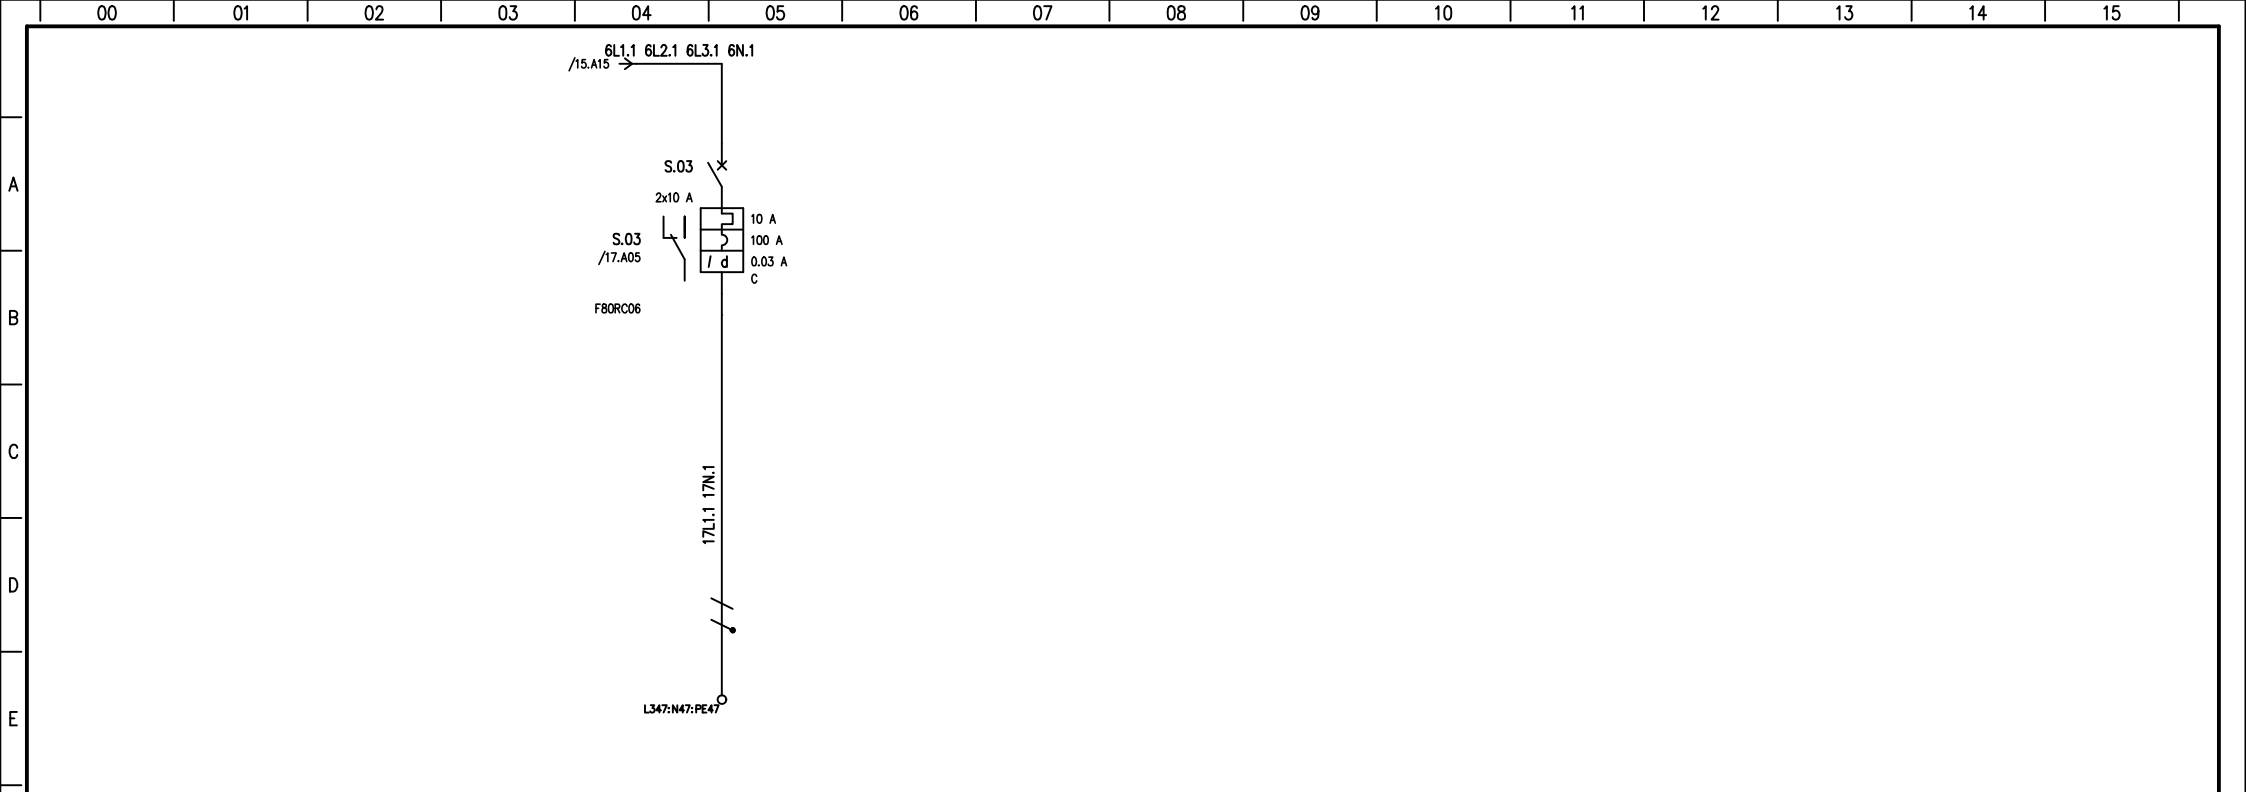 00 01 02 03 04 05 06 07 08 09 10 11 12 13 14 15
6L1.1 6L2.1 6L3.1 6N.1
/15.A15
A
S.03
2x10 A
10 A
S.03
100 A
/17.A05
I d
0.03 A
C
F80RC06
B
C
17L1.1 17N.1
D
L347:N47:PE47
E